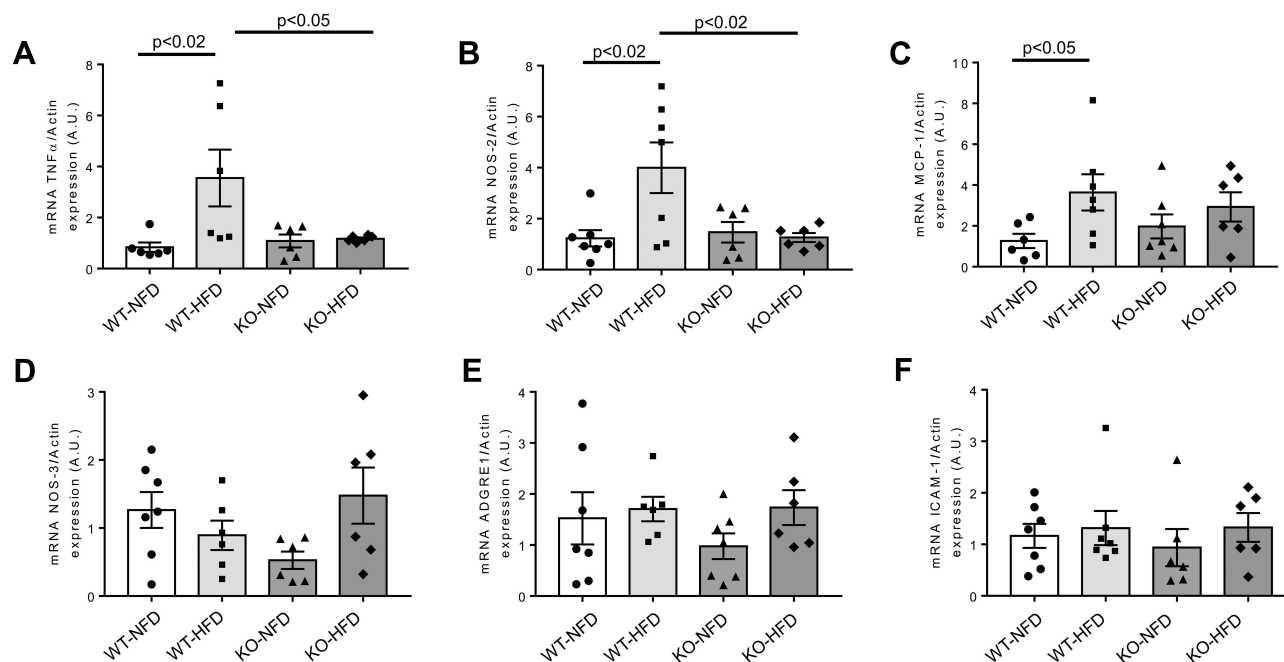 p<0.05
p<0.02
A
p<0.02
mRNA TNFα/Actin
expression (A.U.)
8
6
4
2
0
WT-NFD
WT-HFD
KO-NFD
KO-HFD
p<0.02
B
p<0.02
mRNA NOS-2/Actin
expression (A.U.)
8
6
4
2
0
WT-NFD
WT-HFD
KO-NFD
KO-HFD
C
p<0.05
mRNA MCP-1/Actin
expression (A.U.)
10
8
6
4
2
0
WT-NFD
WT-HFD
KO-NFD
KO-HFD
D
mRNA NOS-3/Actin
expression (A.U.)
3
2
1
0
WT-NFD
WT-HFD
KO-NFD
KO-HFD
E
mRNA ADGRE1/Actin
expression (A.U.)
4
3
2
1
0
WT-NFD
WT-HFD
KO-NFD
KO-HFD
F
mRNA ICAM-1/Actin
expression (A.U.)
4
3
2
1
0
WT-NFD
WT-HFD
KO-NFD
KO-HFD